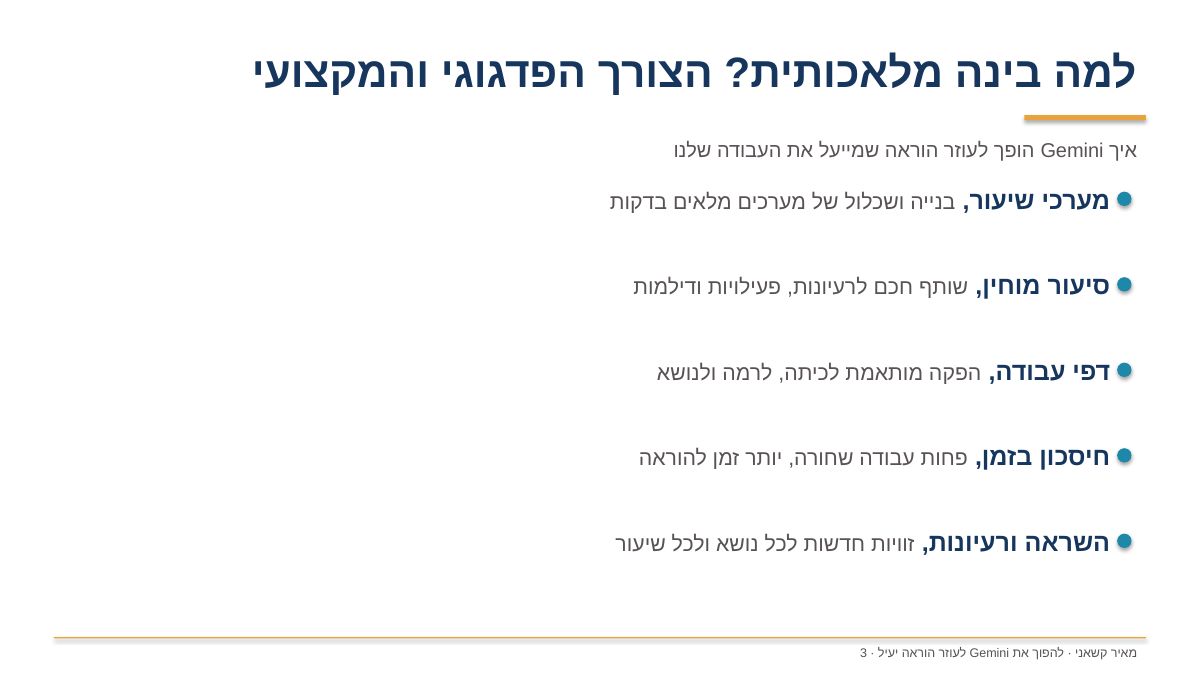 למה בינה מלאכותית? הצורך הפדגוגי והמקצועי
איך Gemini הופך לעוזר הוראה שמייעל את העבודה שלנו
מערכי שיעור, בנייה ושכלול של מערכים מלאים בדקות
סיעור מוחין, שותף חכם לרעיונות, פעילויות ודילמות
דפי עבודה, הפקה מותאמת לכיתה, לרמה ולנושא
חיסכון בזמן, פחות עבודה שחורה, יותר זמן להוראה
השראה ורעיונות, זוויות חדשות לכל נושא ולכל שיעור
מאיר קשאני · להפוך את Gemini לעוזר הוראה יעיל · 3